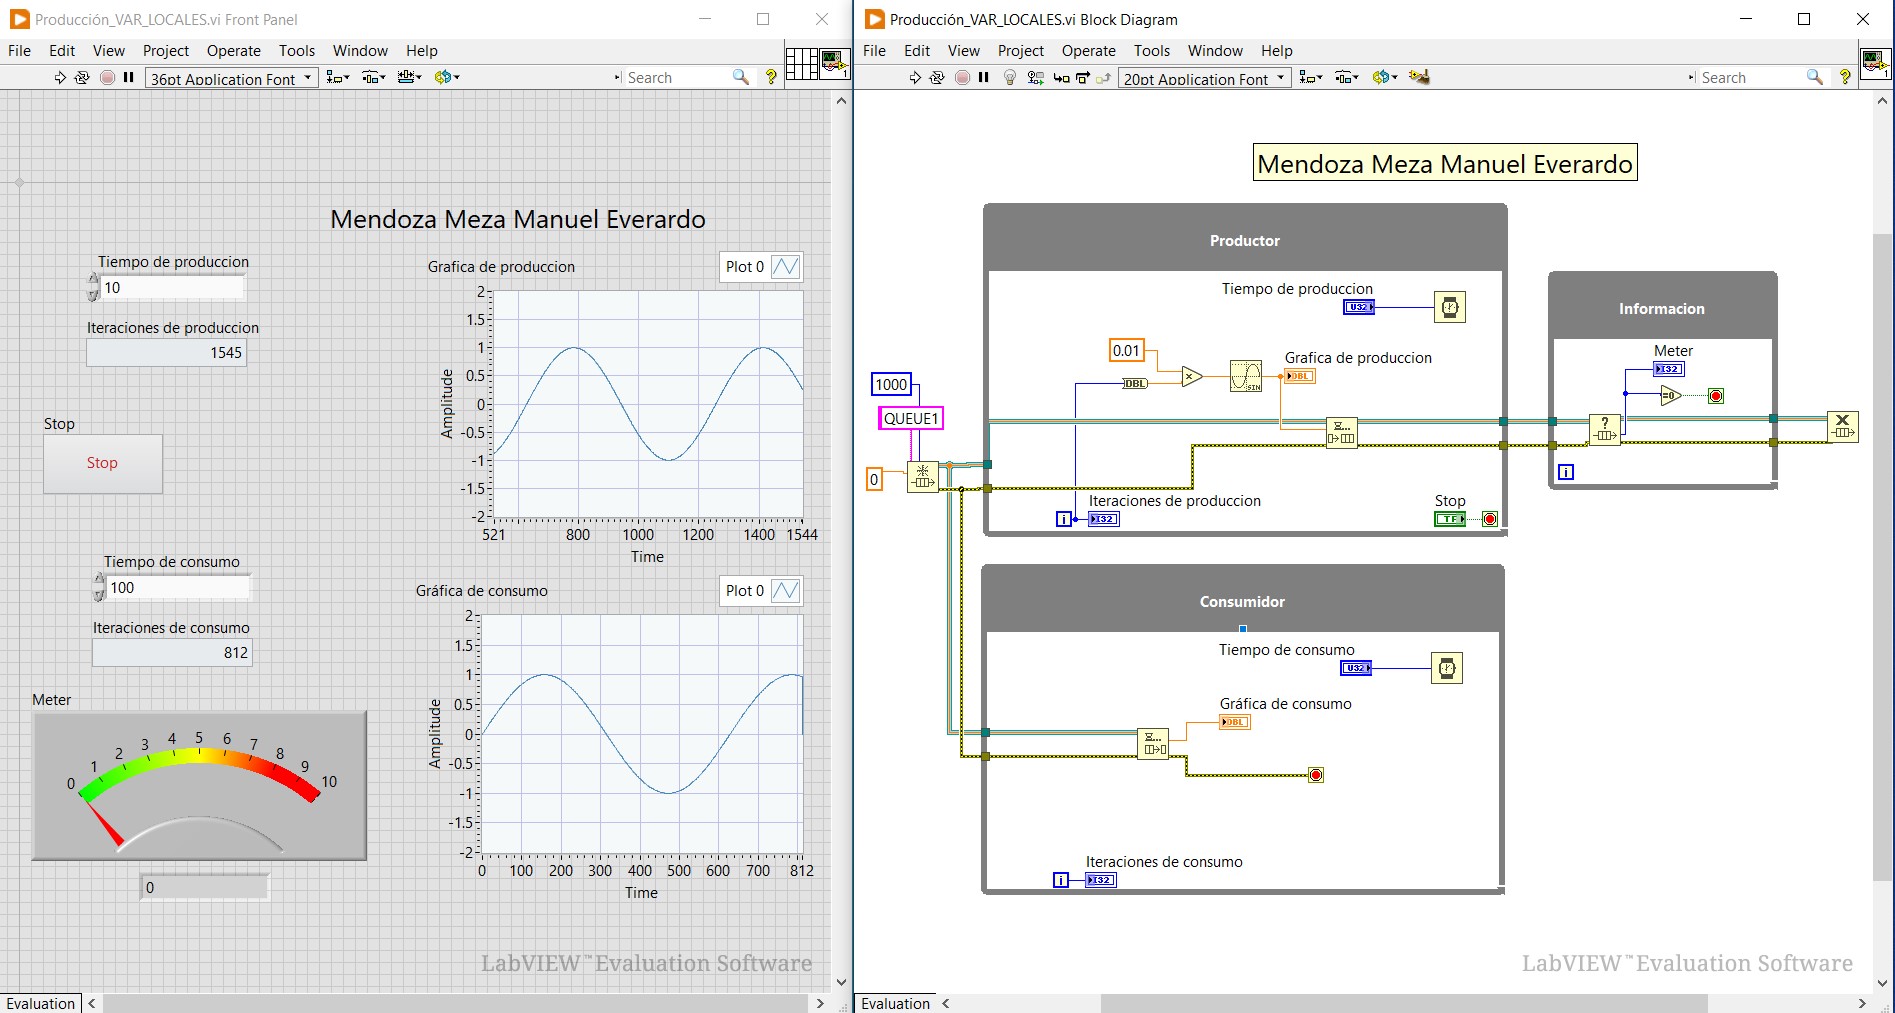 Producción_VAR_LOCALES.vi Front Panel
File Edit View Project Operate Tools Window Help
36pt Application Font
Search
Mendoza Meza Manuel Everardo
Tiempo de produccion
10
Iteraciones de produccion
1545
Stop
Stop
Tiempo de consumo
100
Iteraciones de consumo
812
Meter
0 1 2 3 4 5 6 7 8 9 10
0
Grafica de produccion
Plot 0
Amplitude
2
1.5
1
0.5
0
-0.5
-1
-1.5
-2
521 800 1000 1200 1400 1544
Time
Gráfica de consumo
Plot 0
Amplitude
2
1.5
1
0.5
0
-0.5
-1
-1.5
-2
0 100 200 300 400 500 600 700 812
Time
LabVIEW™ Evaluation Software
Evaluation
Producción_VAR_LOCALES.vi Block Diagram
File Edit View Project Operate Tools Window Help
20pt Application Font
Search
Mendoza Meza Manuel Everardo
Productor
Tiempo de produccion
U32
0.01
DBL
x
SIN
Grafica de produccion
DBL
1000
QUEUE1
0
Iteraciones de produccion
i
I32
Stop
TF
Informacion
Meter
I32
=0
?
i
X
Consumidor
Tiempo de consumo
U32
Gráfica de consumo
DBL
Iteraciones de consumo
i
I32
LabVIEW™ Evaluation Software
Evaluation